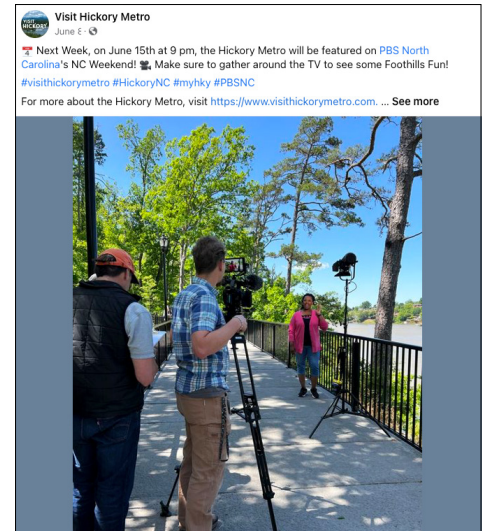 VISIT
HICKORY
Visit Hickory Metro
June 8 ·
Next Week, on June 15th at 9 pm, the Hickory Metro will be featured on PBS North
Carolina's NC Weekend! Make sure to gather around the TV to see some Foothills Fun!
#visithickorymetro #HickoryNC #myhky #PBSNC
For more about the Hickory Metro, visit https://www.visithickorymetro.com. ... See more